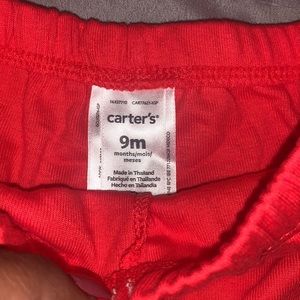 carter's®
9m
months/mois/
meses
Made in Thailand
Fabriqué en Thaïlande
Hecho en Tailandia